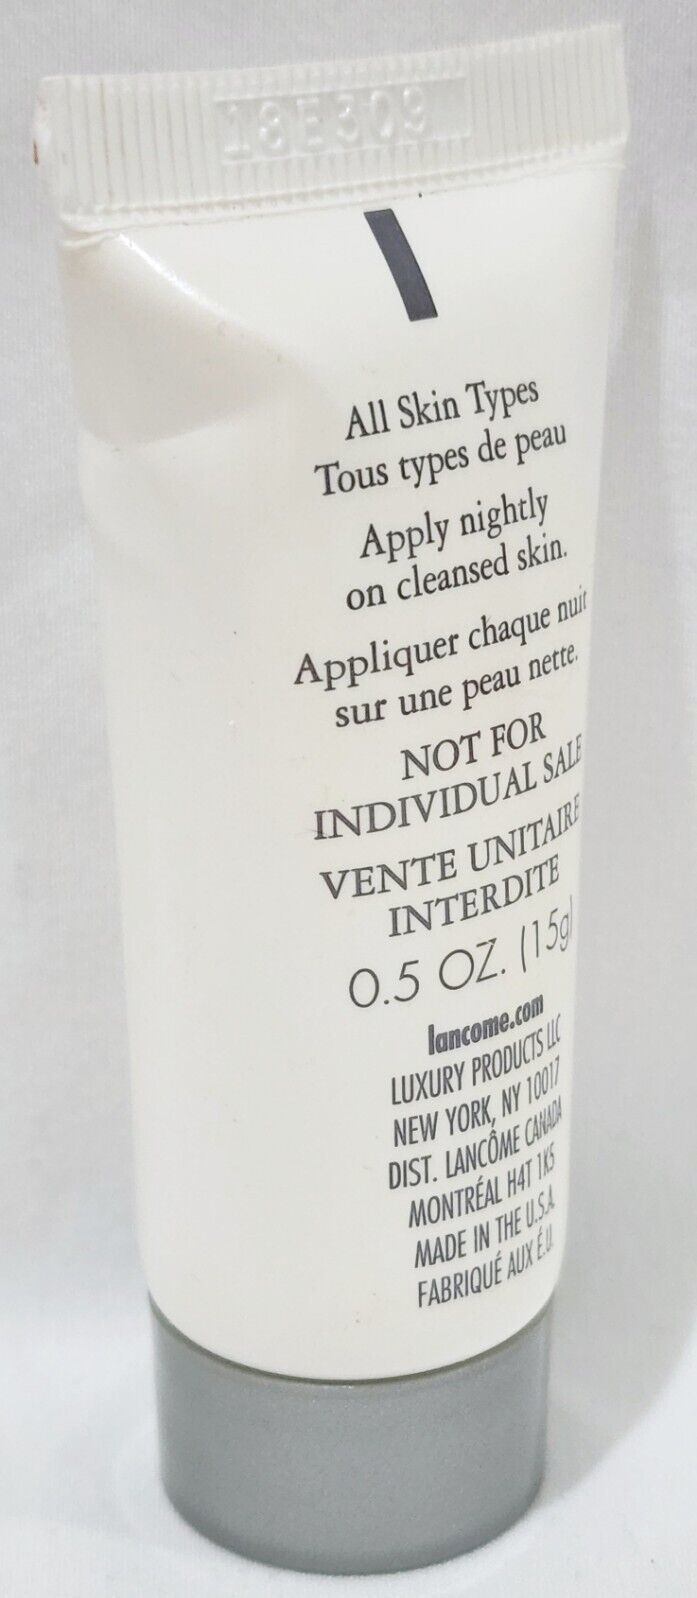 18E309
All Skin Types
Tous types de peau
Apply nightly
on cleansed skin.
Appliquer chaque nuit
sur une peau nette.
NOT FOR
INDIVIDUAL SALE
VENTE UNITAIRE
INTERDITE
0.5 OZ. (15g)
lancome.com
LUXURY PRODUCTS LLC
NEW YORK, NY 10017
DIST. LANCÔME CANADA
MONTRÉAL H4T 1K5
MADE IN THE U.S.A.
FABRIQUÉ AUX É.U.